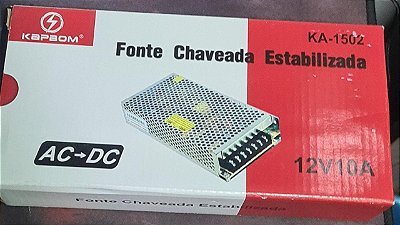 KAPBOM
KA-1502
Fonte Chaveada Estabilizada
AC→DC
12V10A
Fonte Chaveada Estabilizada